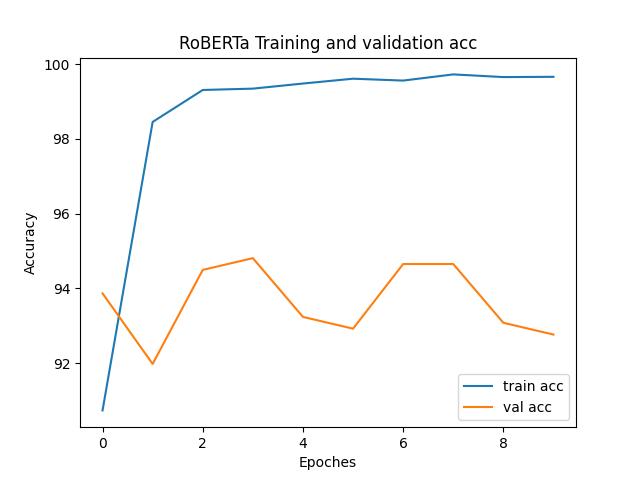 RoBERTa Training and validation acc
100
98
96
94
92
Accuracy
0 2 4 6 8
Epoches
train acc
val acc